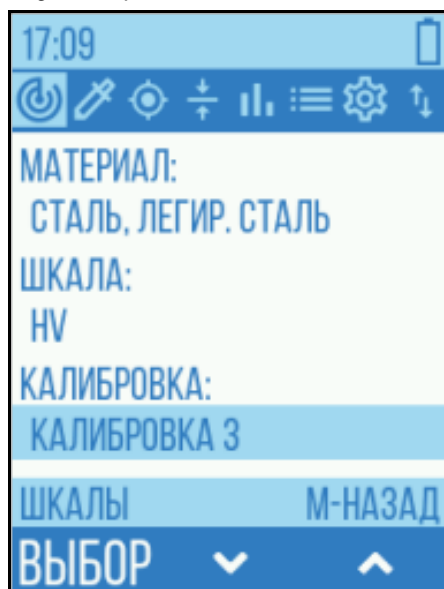 17:09
МАТЕРИАЛ:
СТАЛЬ, ЛЕГИР. СТАЛЬ
ШКАЛА:
HV
КАЛИБРОВКА:
КАЛИБРОВКА 3
ШКАЛЫ М-НАЗАД
ВЫБОР